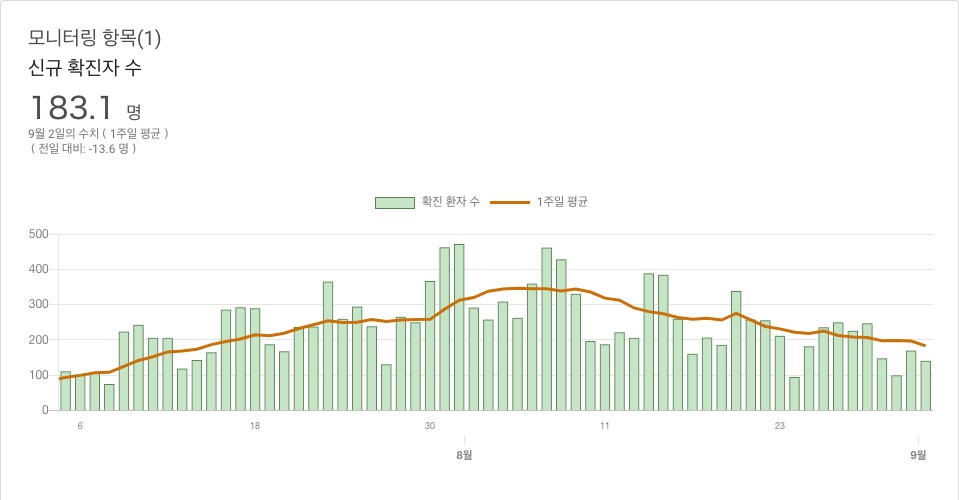 모니터링 항목(1)
신규 확진자 수
183.1 명
9월 2일의 수치 ( 1주일 평균 )
( 전일 대비: -13.6 명 )
확진 환자 수 1주일 평균
500
400
300
200
100
0
6 18 30 11 23
8월 9월